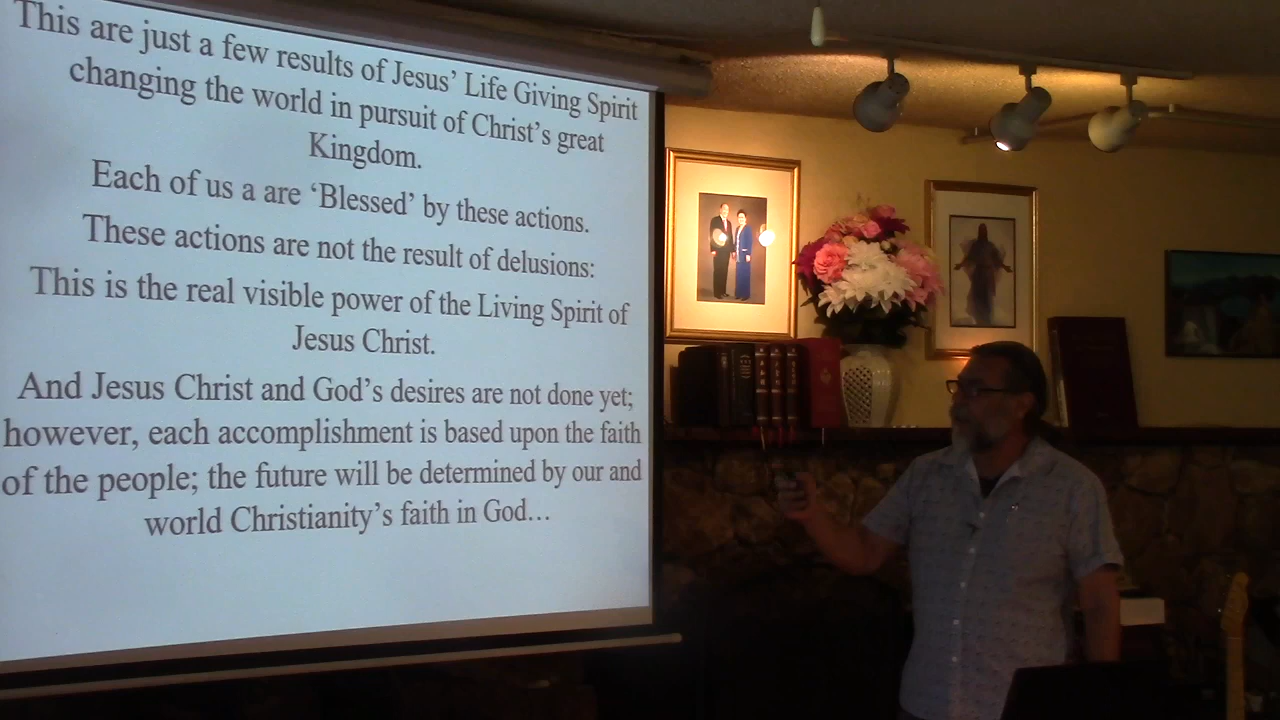 This are just a few results of Jesus’ Life Giving Spirit
changing the world in pursuit of Christ’s great
Kingdom.
Each of us a are ‘Blessed’ by these actions.
These actions are not the result of delusions:
This is the real visible power of the Living Spirit of
Jesus Christ.
And Jesus Christ and God’s desires are not done yet;
however, each accomplishment is based upon the faith
of the people; the future will be determined by our and
world Christianity’s faith in God…